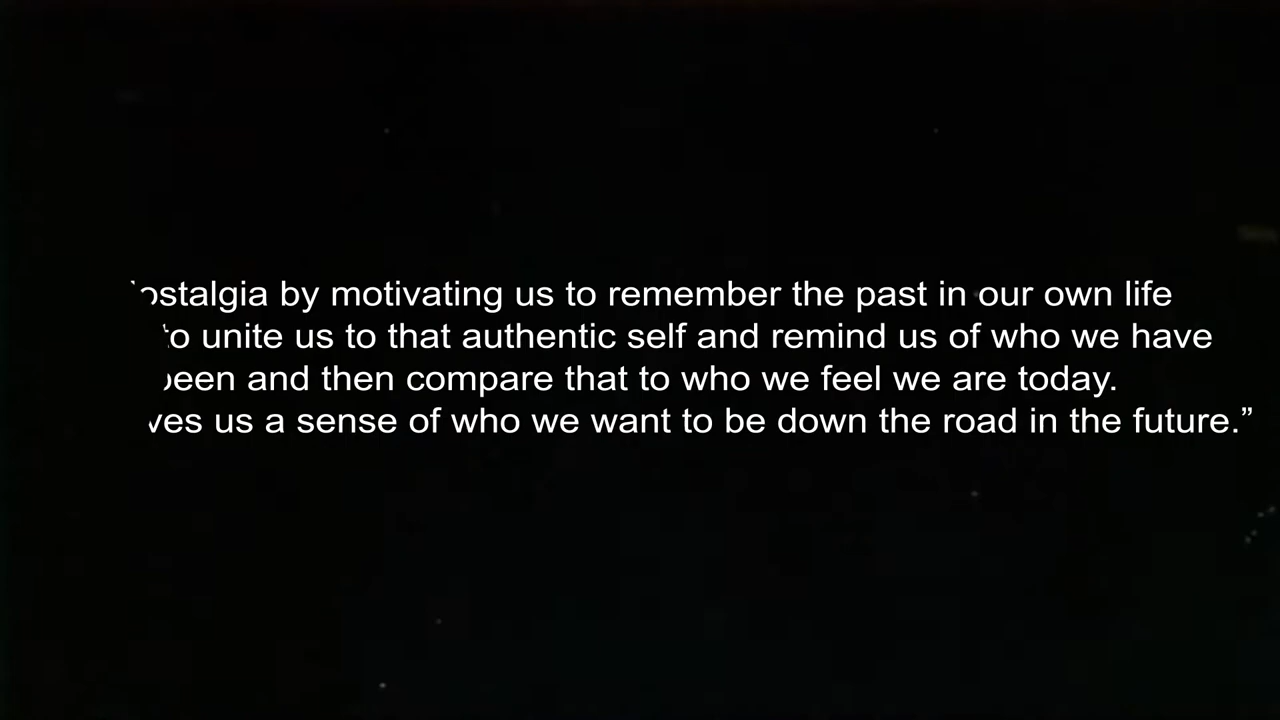 ostalgia by motivating us to remember the past in our own life
to unite us to that authentic self and remind us of who we have
been and then compare that to who we feel we are today.
ves us a sense of who we want to be down the road in the future.”